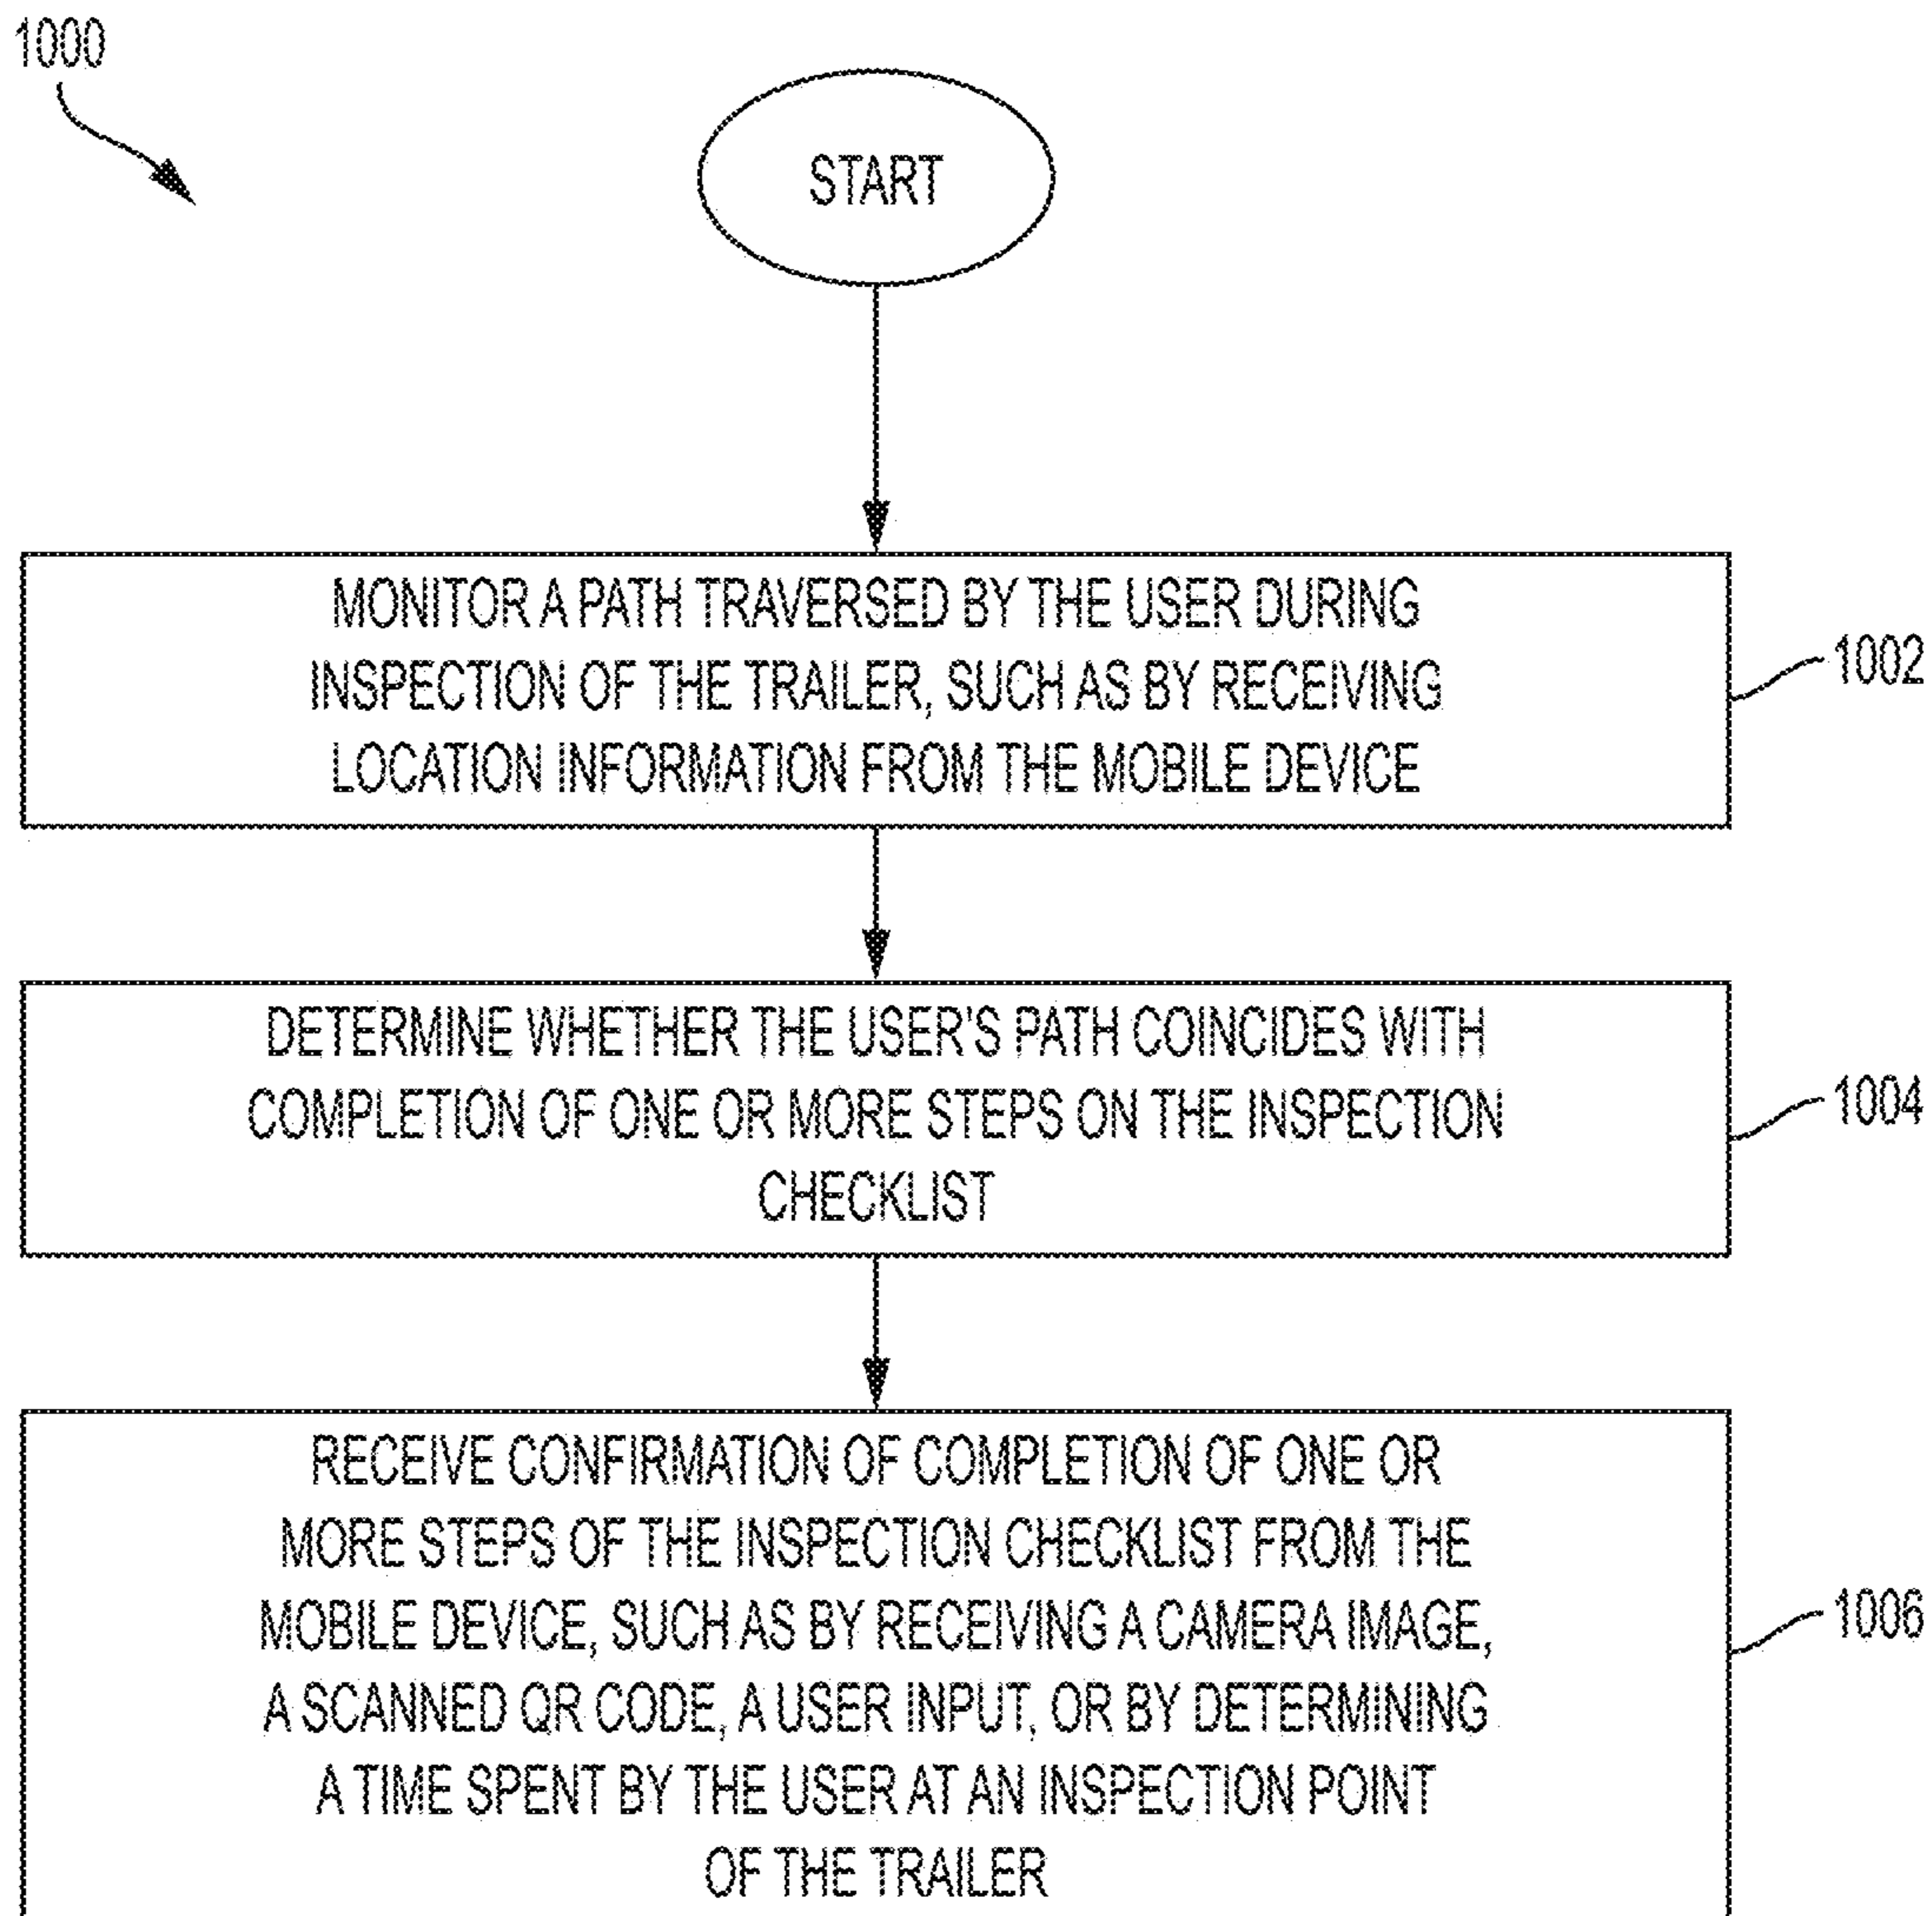 1000
START
MONITOR A PATH TRAVERSED BY THE USER DURING
INSPECTION OF THE TRAILER, SUCH AS BY RECEIVING
LOCATION INFORMATION FROM THE MOBILE DEVICE
1002
DETERMINE WHETHER THE USER'S PATH COINCIDES WITH
COMPLETION OF ONE OR MORE STEPS ON THE INSPECTION
CHECKLIST
1004
RECEIVE CONFIRMATION OF COMPLETION OF ONE OR
MORE STEPS OF THE INSPECTION CHECKLIST FROM THE
MOBILE DEVICE, SUCH AS BY RECEIVING A CAMERA IMAGE,
A SCANNED QR CODE, A USER INPUT, OR BY DETERMINING
A TIME SPENT BY THE USER AT AN INSPECTION POINT
OF THE TRAILER
1006